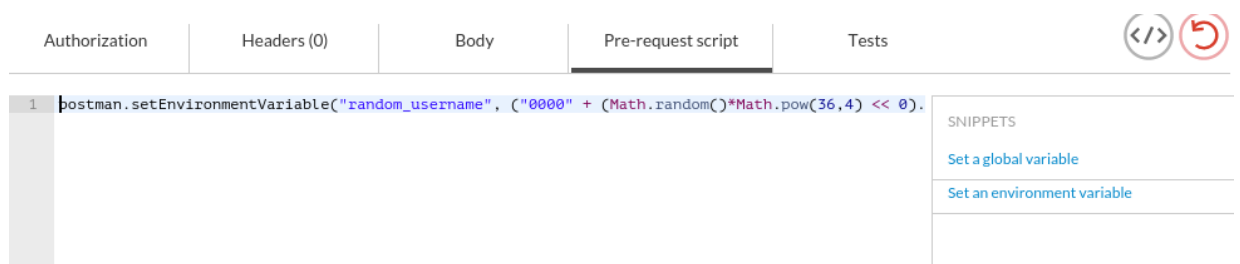 Authorization Headers (0) Body Pre-request script Tests </>
1 postman.setEnvironmentVariable("random_username", ("0000" + (Math.random()*Math.pow(36,4) << 0).
SNIPPETS
Set a global variable
Set an environment variable